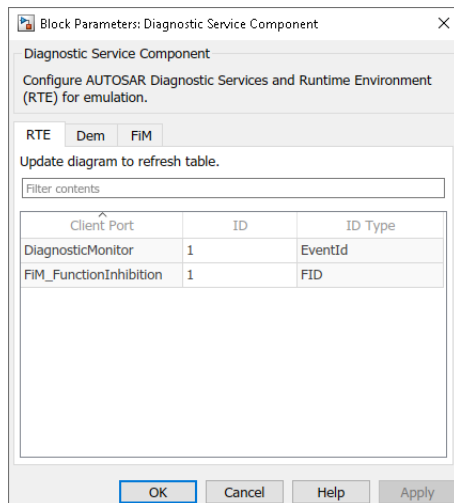 Block Parameters: Diagnostic Service Component
Diagnostic Service Component
Configure AUTOSAR Diagnostic Services and Runtime Environment
(RTE) for emulation.
RTE Dem FiM
Update diagram to refresh table.
Filter contents
Client Port ID ID Type
DiagnosticMonitor 1 EventId
FiM_FunctionInhibition 1 FID
OK Cancel Help Apply